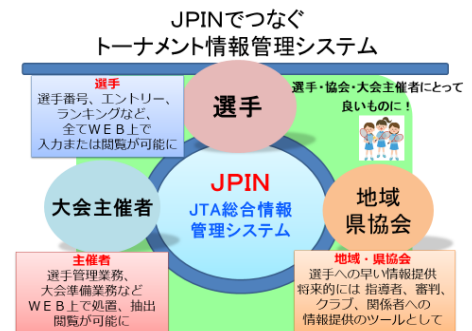 JPINでつなぐ
トーナメント情報管理システム
選手
選手番号、エントリー、
ランキングなど、
全てＷＥＢ上で
入力または閲覧が可能に
選手
選手・協会・大会主催者にとって
良いものに！
大会主催者
JPIN
JTA総合情報
管理システム
地域
県協会
主催者
選手管理業務、
大会準備業務など
ＷＥＢ上で処置、抽出
閲覧が可能に
地域・県協会
選手への早い情報提供
将来的には 指導者、審判、
クラブ、関係者への
情報提供のツールとして